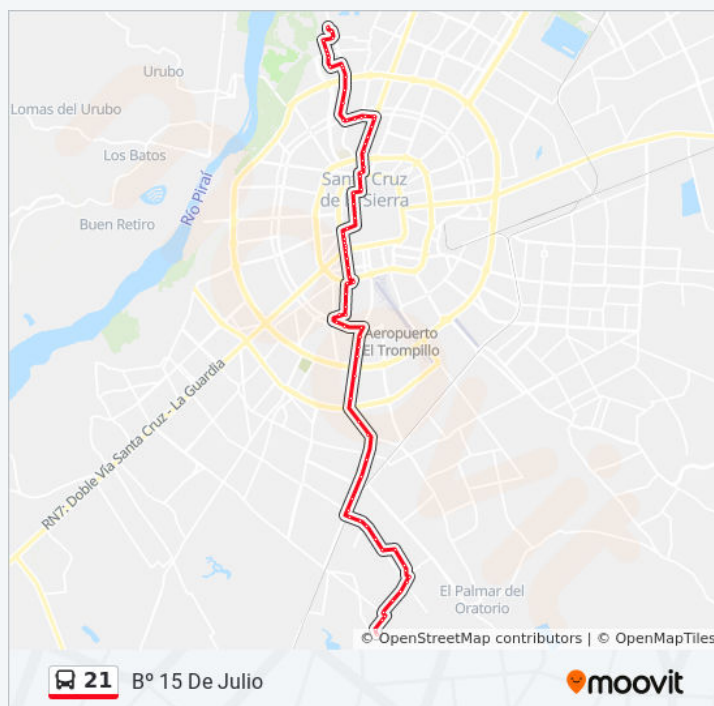 Urubo
Lomas del Urubo
Los Batos
Santa Cruz
de la Sierra
Río Piraí
Buen Retiro
Aeropuerto
El Trompillo
RN7: Doble Vía Santa Cruz - La Guardia
El Palmar del
Oratorio
© OpenStreetMap contributors | © OpenMapTiles
21 Bº 15 De Julio
moovit